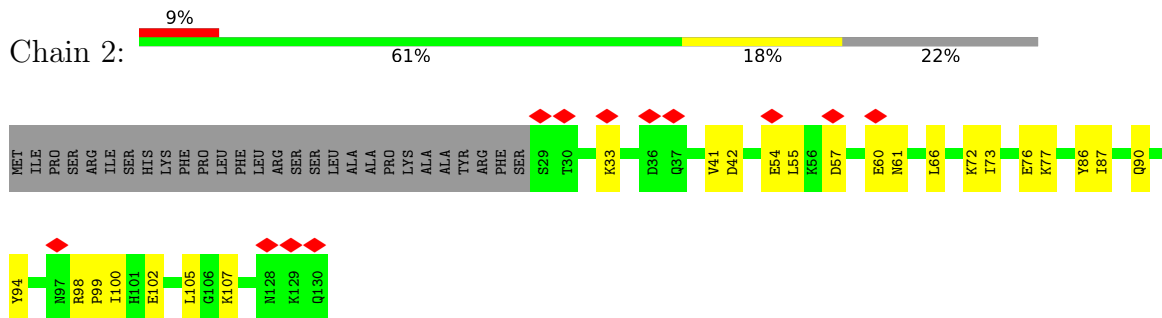 9%
Chain 2:
61% 18% 22%
MET ILE PRO SER ARG ILE SER HIS LYS PHE PRO LEU PHE LEU ARG SER SER LEU ALA ALA PRO LYS ALA ALA TYR ARG PHE SER S29 T30 K33 D36 Q37 V41 D42 E54 L55 K56 D57 E60 N61 L66 K72 I73 E76 K77 Y86 I87 Q90
Y94 N97 R98 P99 I100 H101 E102 L105 G106 K107 N128 K129 Q130